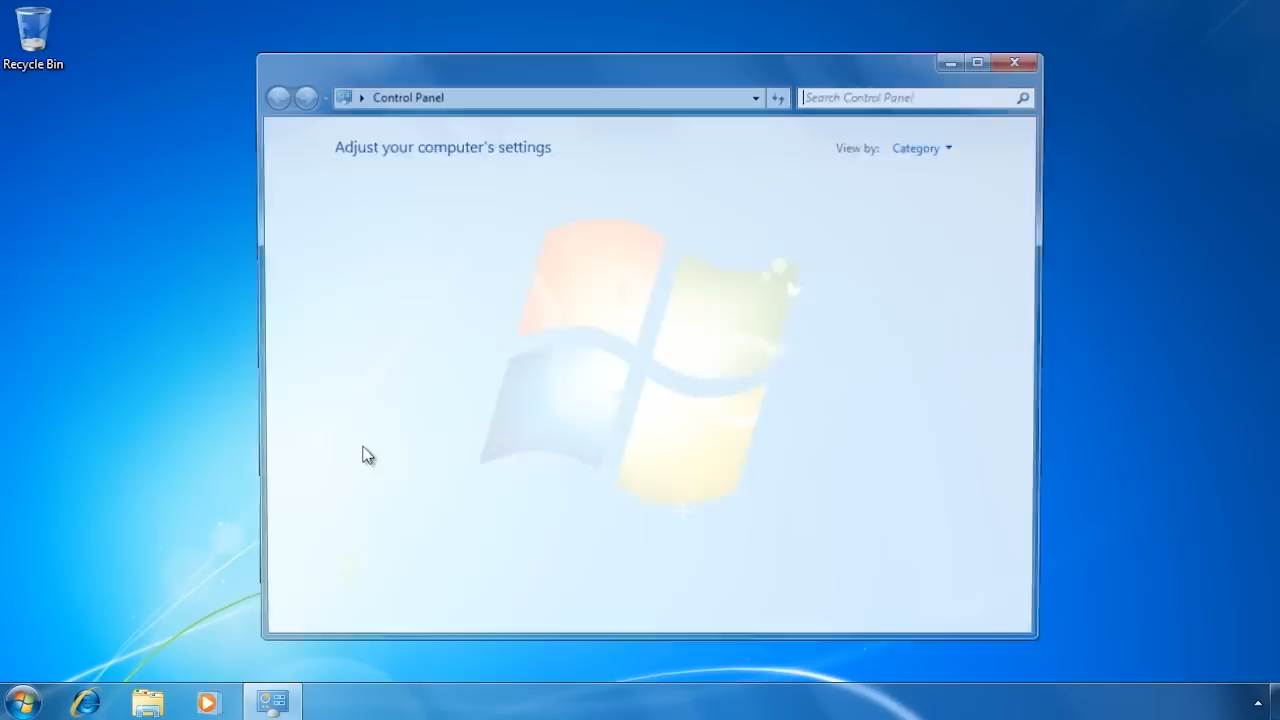 Recycle Bin
Control Panel
Search Control Panel
Adjust your computer's settings
View by: Category